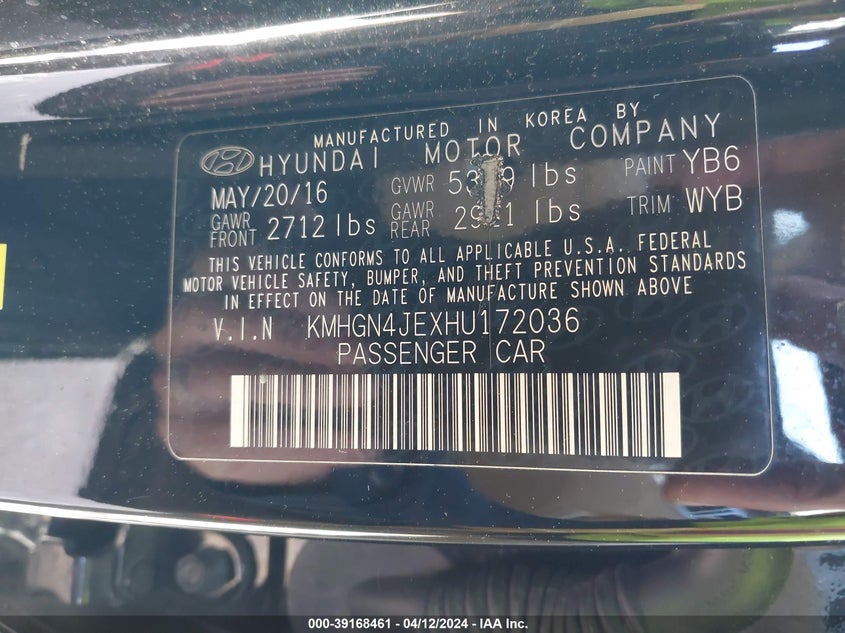 MANUFACTURED IN KOREA BY
HYUNDAI MOTOR COMPANY
MAY/20/16 GVWR lbs PAINT YB6
GAWR FRONT 2712 lbs GAWR REAR lbs TRIM WYB
THIS VEHICLE CONFORMS TO ALL APPLICABLE U.S.A. FEDERAL
MOTOR VEHICLE SAFETY, BUMPER, AND THEFT PREVENTION STANDARDS
IN EFFECT ON THE DATE OF MANUFACTURE SHOWN ABOVE
V.I.N KMHGN4JEXHU172036
PASSENGER CAR
000-39168461 - 04/12/2024 - IAA Inc.